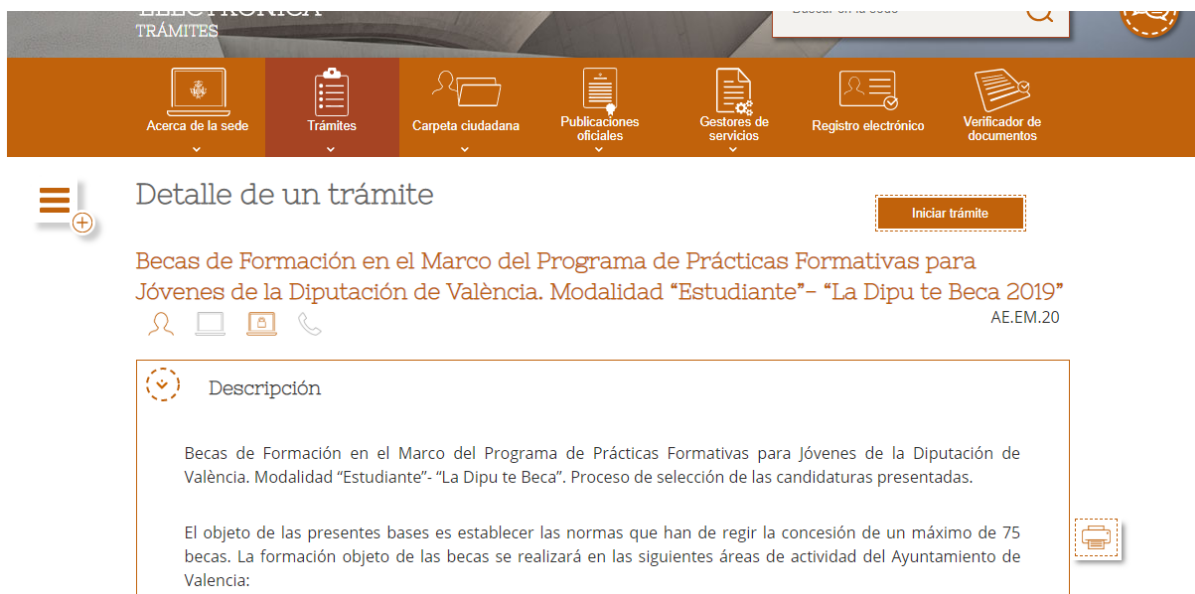 ELECTRÓNICA
TRÁMITES
Buscar en la sede
Acerca de la sede
Trámites
Carpeta ciudadana
Publicaciones
oficiales
Gestores de
servicios
Registro electrónico
Verificador de
documentos
Detalle de un trámite
Iniciar trámite
Becas de Formación en el Marco del Programa de Prácticas Formativas para
Jóvenes de la Diputación de València. Modalidad “Estudiante”– “La Dipu te Beca 2019”
AE.EM.20
Descripción
Becas de Formación en el Marco del Programa de Prácticas Formativas para Jóvenes de la Diputación de
València. Modalidad “Estudiante”- “La Dipu te Beca”. Proceso de selección de las candidaturas presentadas.
El objeto de las presentes bases es establecer las normas que han de regir la concesión de un máximo de 75
becas. La formación objeto de las becas se realizará en las siguientes áreas de actividad del Ayuntamiento de
Valencia: